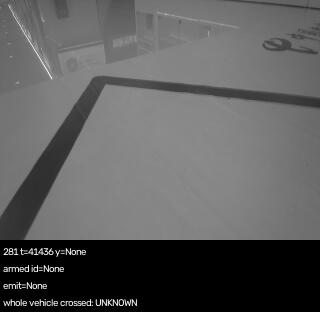 281 t=41436 y=None
armed id=None
emit=None
whole vehicle crossed: UNKNOWN